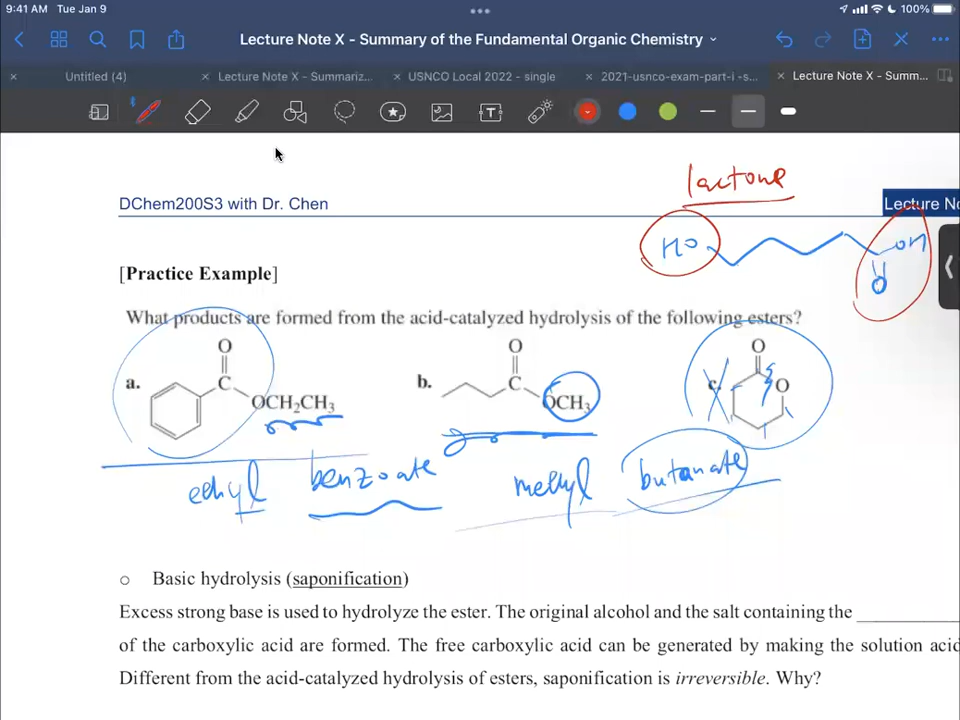 9:41 AM Tue Jan 9
100%
Lecture Note X - Summary of the Fundamental Organic Chemistry
Untitled (4)
Lecture Note X - Summariz...
USNCO Local 2022 - single
2021-usnco-exam-part-i -s...
Lecture Note X - Summ...
lactone
DChem200S3 with Dr. Chen
Lecture No
HO
OH
O
[Practice Example]
What products are formed from the acid-catalyzed hydrolysis of the following esters?
a.
O
C
OCH₂CH₃
b.
O
C
OCH₃
c.
O
O
ethyl benzoate
methyl butanate
o Basic hydrolysis (saponification)
Excess strong base is used to hydrolyze the ester. The original alcohol and the salt containing the
of the carboxylic acid are formed. The free carboxylic acid can be generated by making the solution acid
Different from the acid-catalyzed hydrolysis of esters, saponification is irreversible. Why?